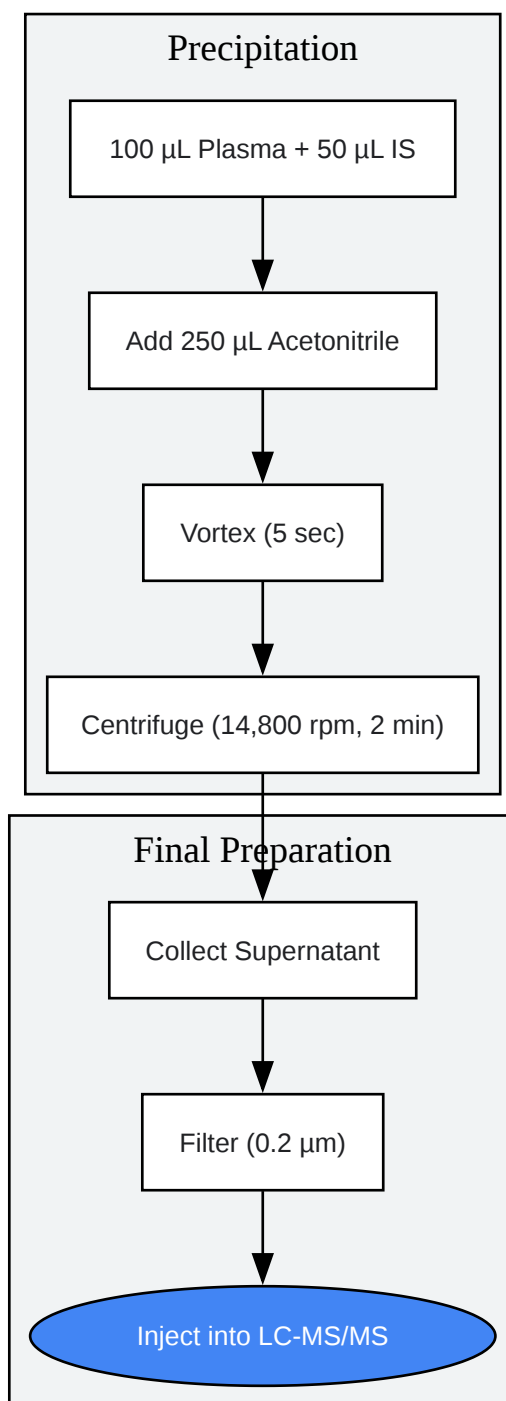 Precipitation
100 µL Plasma + 50 µL IS
Add 250 µL Acetonitrile
Vortex (5 sec)
Centrifuge (14,800 rpm, 2 min)
Final Preparation
Collect Supernatant
Filter (0.2 µm)
Inject into LC-MS/MS